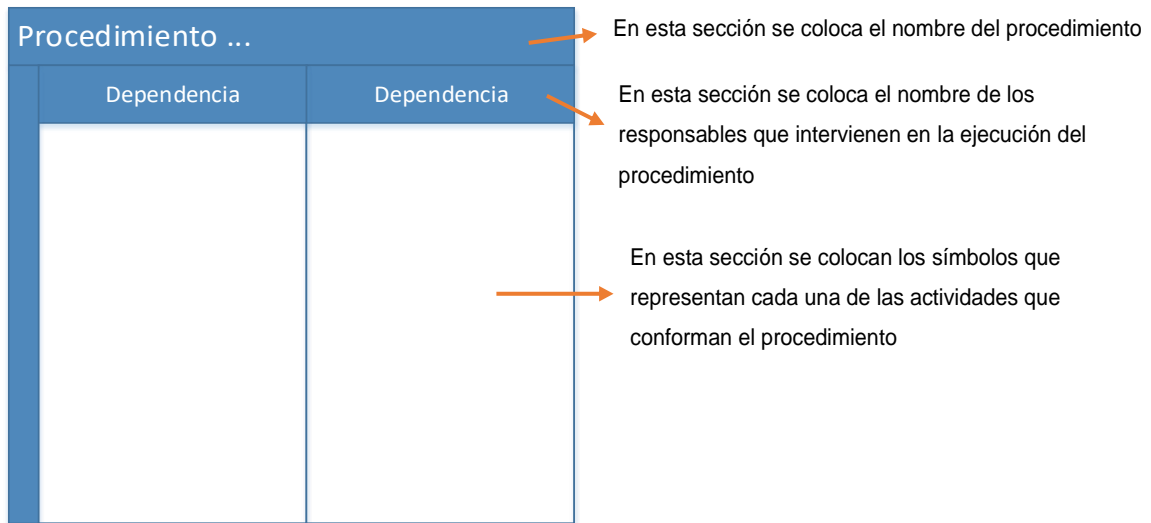 Procedimiento ...
En esta sección se coloca el nombre del procedimiento
Dependencia
Dependencia
En esta sección se coloca el nombre de los
responsables que intervienen en la ejecución del
procedimiento
En esta sección se colocan los símbolos que
representan cada una de las actividades que
conforman el procedimiento